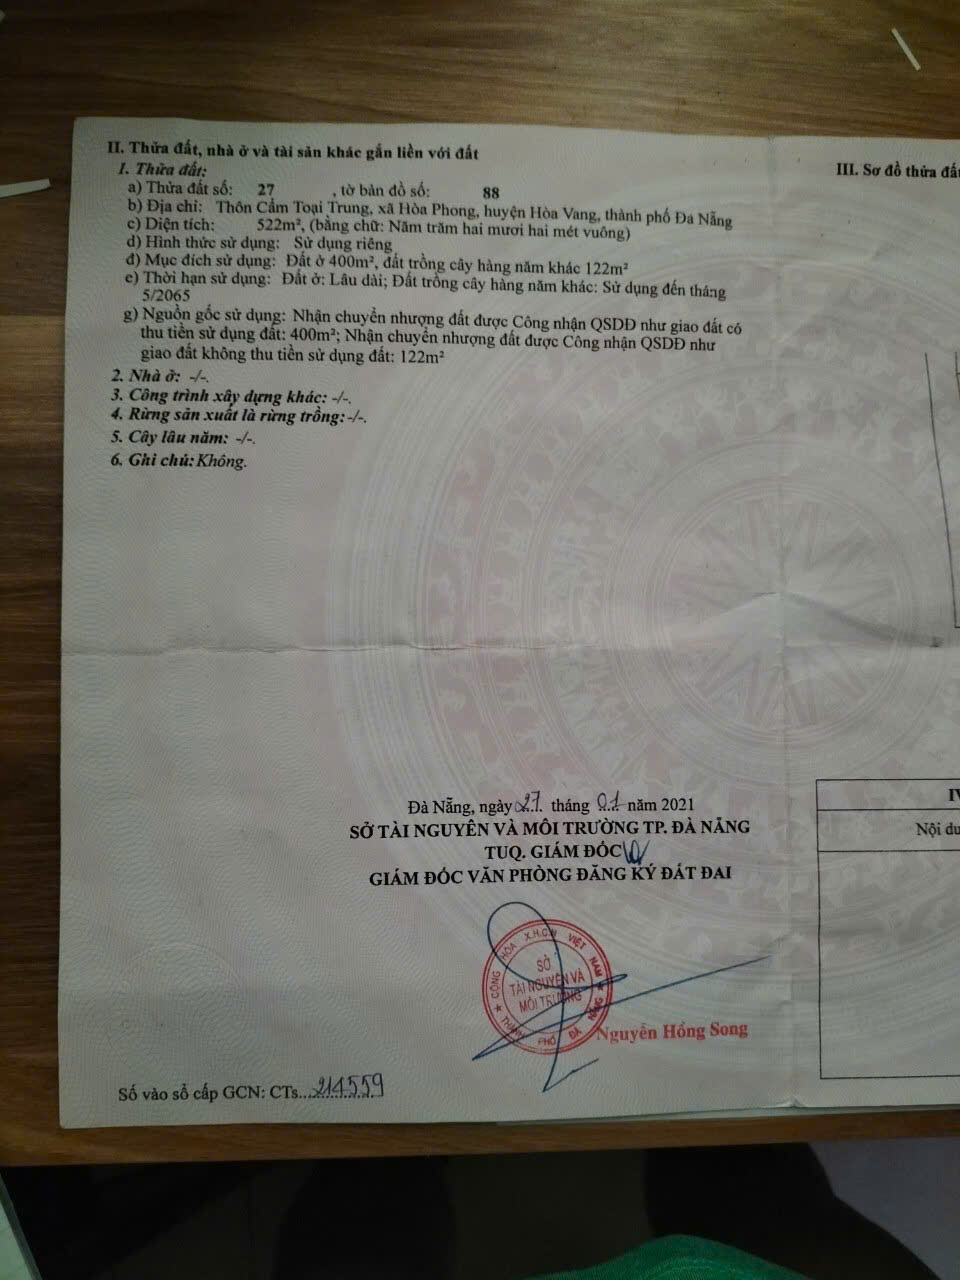 II. Thửa đất, nhà ở và tài sản khác gắn liền với đất
1. Thửa đất:
a) Thửa đất số: 27 , tờ bản đồ số: 88
b) Địa chỉ: Thôn Cẩm Toại Trung, xã Hòa Phong, huyện Hòa Vang, thành phố Đà Nẵng
c) Diện tích: 522m², (bằng chữ: Năm trăm hai mươi hai mét vuông)
d) Hình thức sử dụng: Sử dụng riêng
đ) Mục đích sử dụng: Đất ở 400m², đất trồng cây hàng năm khác 122m²
e) Thời hạn sử dụng: Đất ở: Lâu dài; Đất trồng cây hàng năm khác: Sử dụng đến tháng
5/2065
g) Nguồn gốc sử dụng: Nhận chuyển nhượng đất được Công nhận QSDĐ như giao đất có
thu tiền sử dụng đất: 400m²; Nhận chuyển nhượng đất được Công nhận QSDĐ như
giao đất không thu tiền sử dụng đất: 122m²
2. Nhà ở: -/-.
3. Công trình xây dựng khác: -/-.
4. Rừng sản xuất là rừng trồng: -/-.
5. Cây lâu năm: -/-.
6. Ghi chú: Không.
III. Sơ đồ thửa đất
Đà Nẵng, ngày 27 tháng 01 năm 2021
SỞ TÀI NGUYÊN VÀ MÔI TRƯỜNG TP. ĐÀ NẴNG
TUQ. GIÁM ĐỐC
GIÁM ĐỐC VĂN PHÒNG ĐĂNG KÝ ĐẤT ĐAI
CỘNG HÒA X.H.C.N VIỆT NAM
SỞ
TÀI NGUYÊN VÀ
MÔI TRƯỜNG
THÀNH PHỐ ĐÀ NẴNG
Nguyễn Hồng Song
Số vào sổ cấp GCN: CTs...214559
IV
Nội du